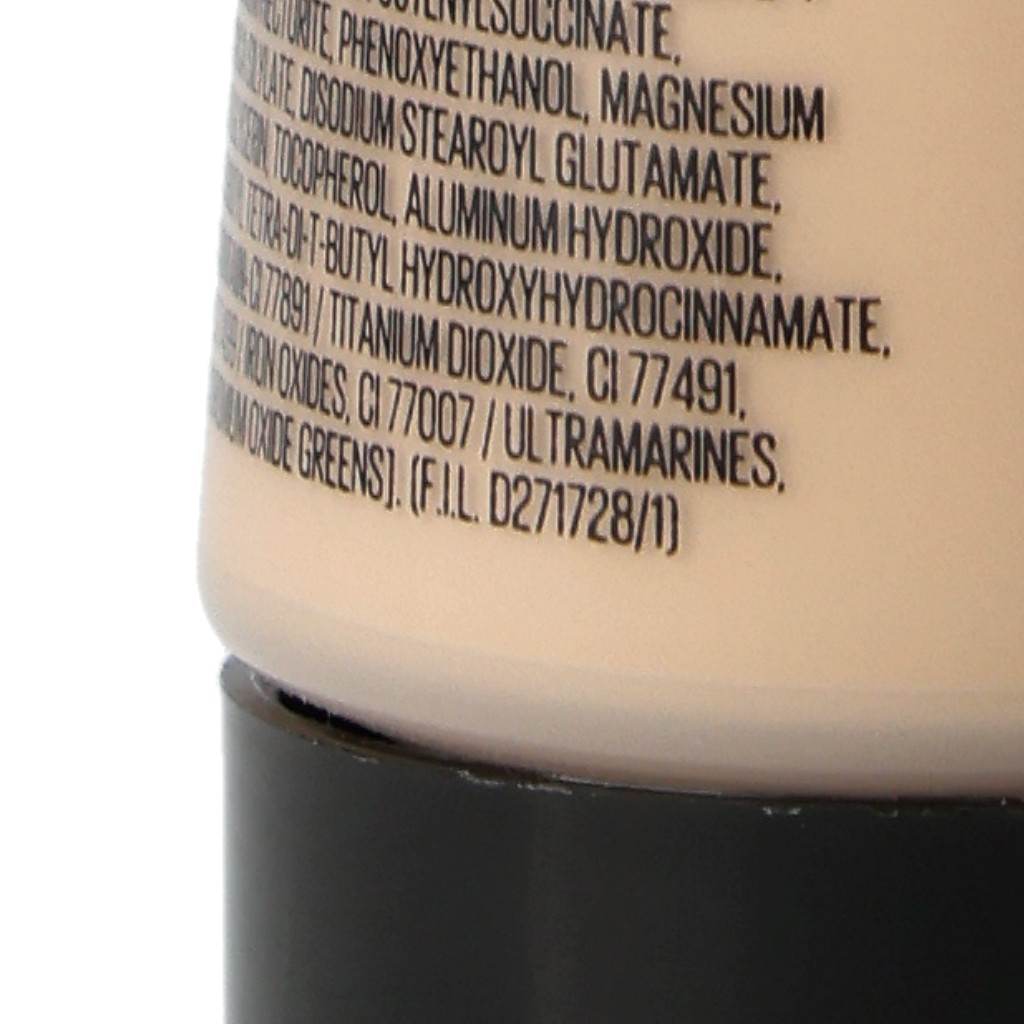 PHENOXYETHANOL, MAGNESIUM
DISODIUM STEAROYL GLUTAMATE,
TOCOPHEROL, ALUMINUM HYDROXIDE,
TETRA-DI-T-BUTYL HYDROXYHYDROCINNAMATE,
CI 77891 / TITANIUM DIOXIDE, CI 77491,
/ IRON OXIDES, CI 77007 / ULTRAMARINES,
OXIDE GREENS]. (F.I.L. D271728/1)